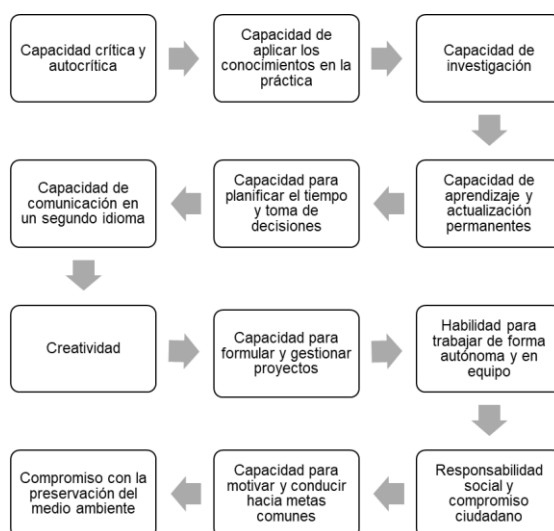 Capacidad crítica y
autocrítica
Capacidad de
aplicar los
conocimientos en la
práctica
Capacidad de
investigación
Capacidad de
aprendizaje y
actualización
permanentes
Capacidad para
planificar el tiempo
y toma de
decisiones
Capacidad de
comunicación en
un segundo idioma
Creatividad
Capacidad para
formular y gestionar
proyectos
Habilidad para
trabajar de forma
autónoma y en
equipo
Responsabilidad
social y
compromiso
ciudadano
Capacidad para
motivar y conducir
hacia metas
comunes
Compromiso con la
preservación del
medio ambiente